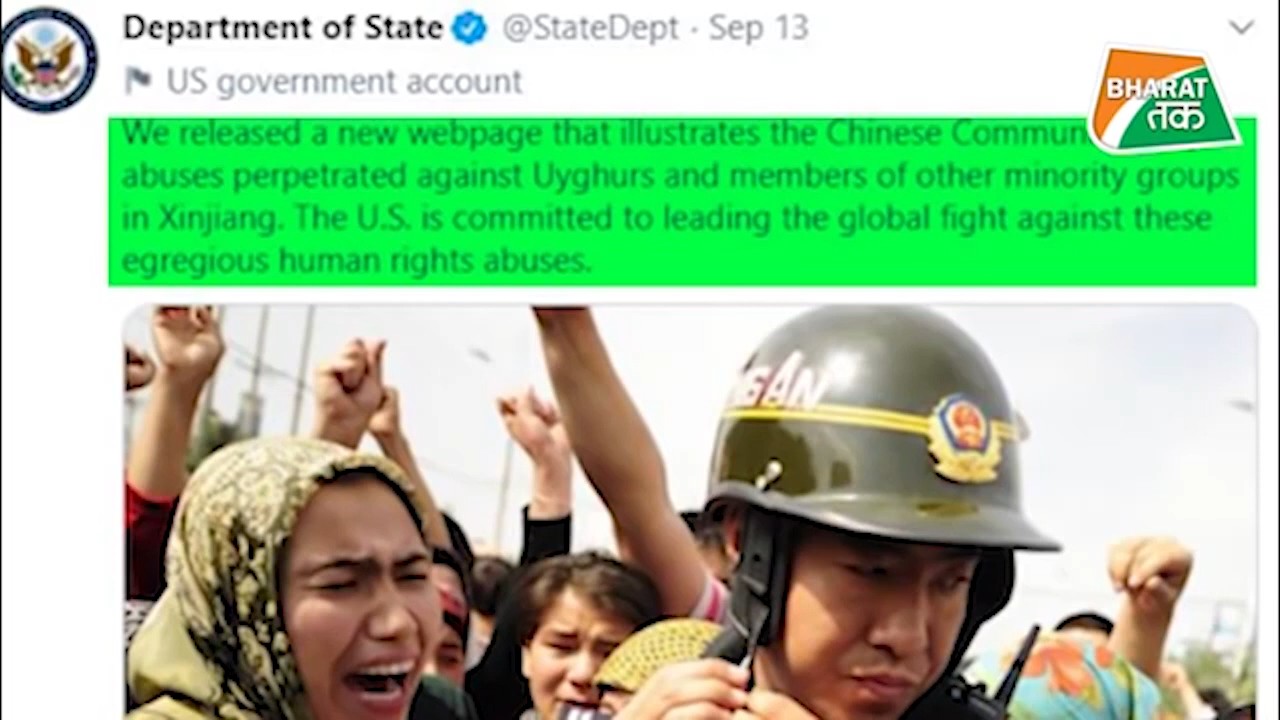 Department of State @StateDept · Sep 13
US government account
BHARAT
तक
We released a new webpage that illustrates the Chinese Commun
abuses perpetrated against Uyghurs and members of other minority groups
in Xinjiang. The U.S. is committed to leading the global fight against these
egregious human rights abuses.
GAN